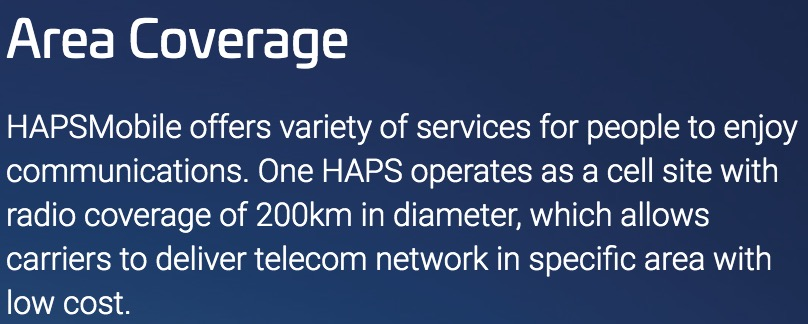 Area Coverage
HAPSMobile offers variety of services for people to enjoy
communications. One HAPS operates as a cell site with
radio coverage of 200km in diameter, which allows
carriers to deliver telecom network in specific area with
low cost.